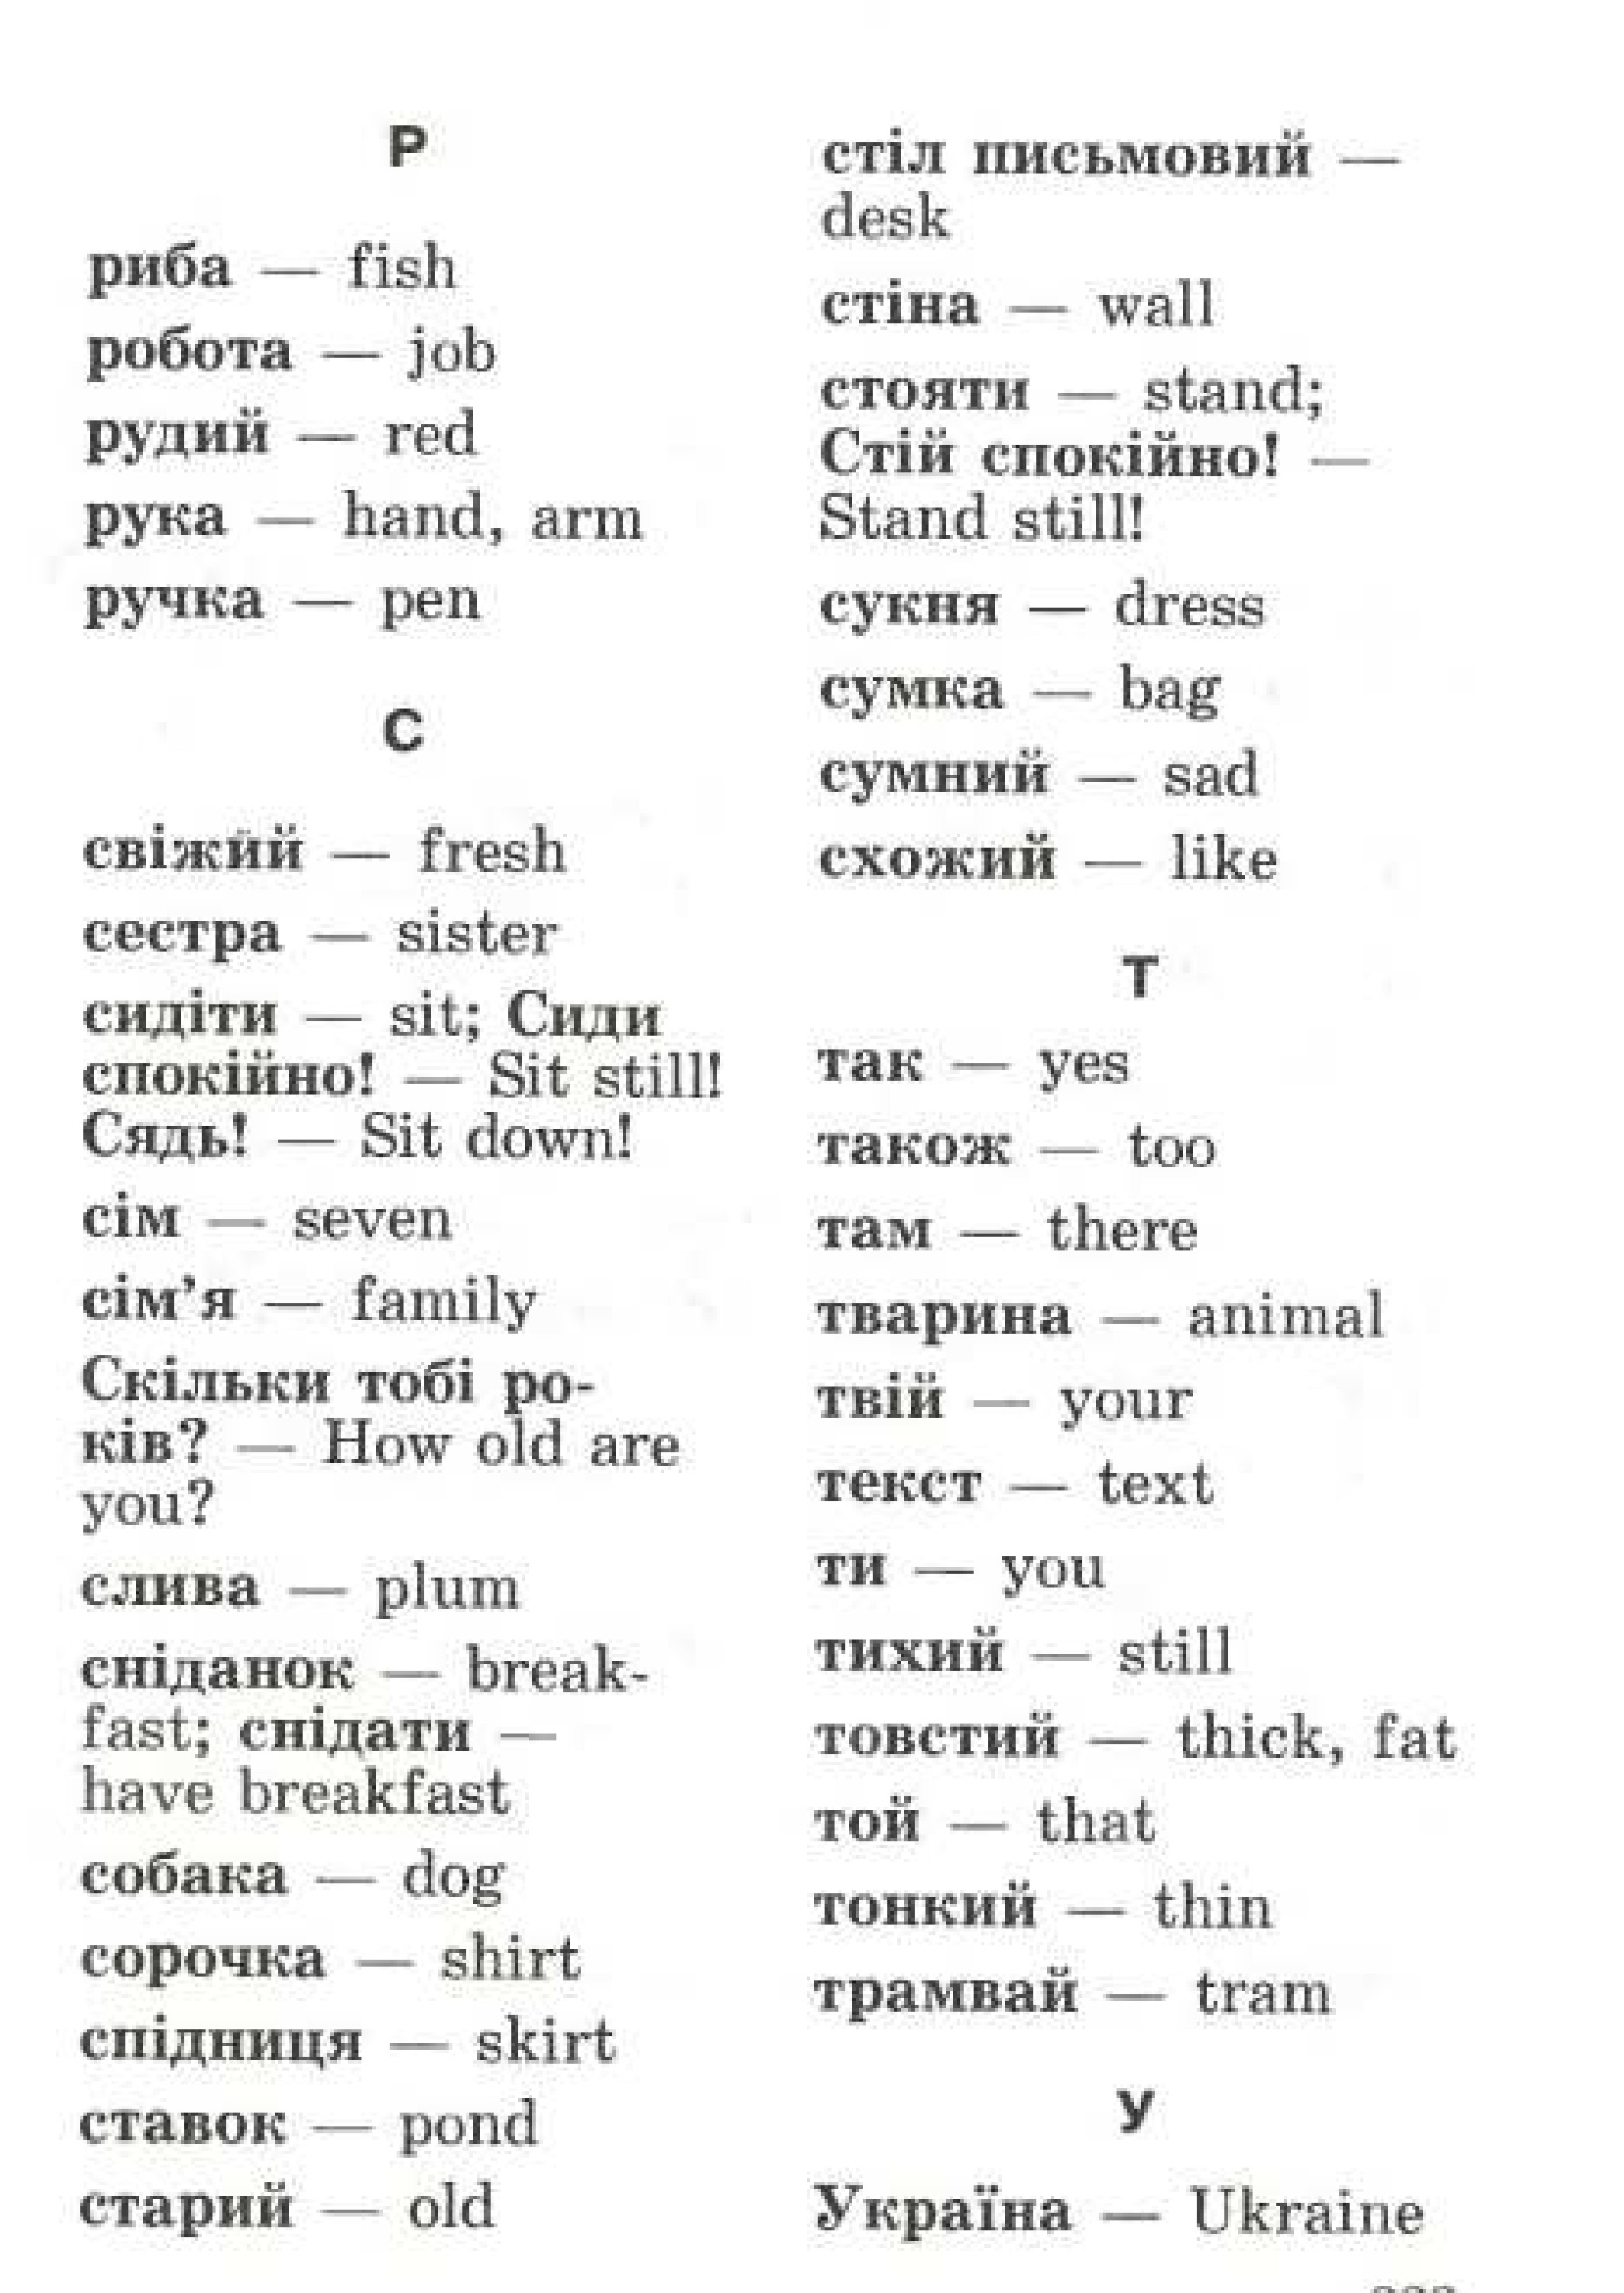 Р
риба — fish
робота — job
рудий — red
рука — hand, arm
ручка — pen
С
свіжий — fresh
сестра — sister
сидіти — sit; Сиди
спокійно! — Sit still!
Сядь! — Sit down!
сім — seven
сім’я — family
Скільки тобі ро-
ків? — How old are
you?
слива — plum
сніданок — break-
fast; снідати —
have breakfast
собака — dog
сорочка — shirt
спідниця — skirt
ставок — pond
старий — old
стіл письмовий —
desk
стіна — wall
стояти — stand;
Стій спокійно! —
Stand still!
сукня — dress
сумка — bag
сумний — sad
схожий — like
Т
так — yes
також — too
там — there
тварина — animal
твій — your
текст — text
ти — you
тихий — still
товстий — thick, fat
той — that
тонкий — thin
трамвай — tram
У
Україна — Ukraine